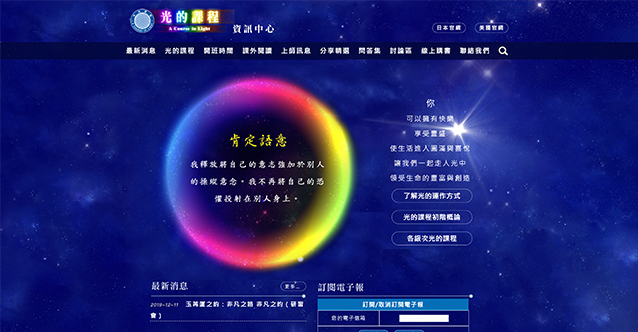 光的課程
A Course in Light
資訊中心
日本官網
美國官網
最新消息 光的課程 開班時間 課外閱讀 上師訊息 分享精選 問答集 討論區 線上購書 聯絡我們
肯定語意
我釋放將自己的意志強加於別人
的操縱意念。我不再將自己的恐
懼投射在別人身上。
你
可以擁有快樂
享受豐盛
使生活進入圓滿與喜悅
讓我們一起走入光中
領受生命的豐富與創造
了解光的運作方式
光的課程初階概論
各級次光的課程
最新消息
更多...
2019-12-11 玉芮蓮之約：非凡之路 非凡之約 ( 研習
會 )
訂閱電子報
訂閱/取消訂閱電子報
您的電子信箱